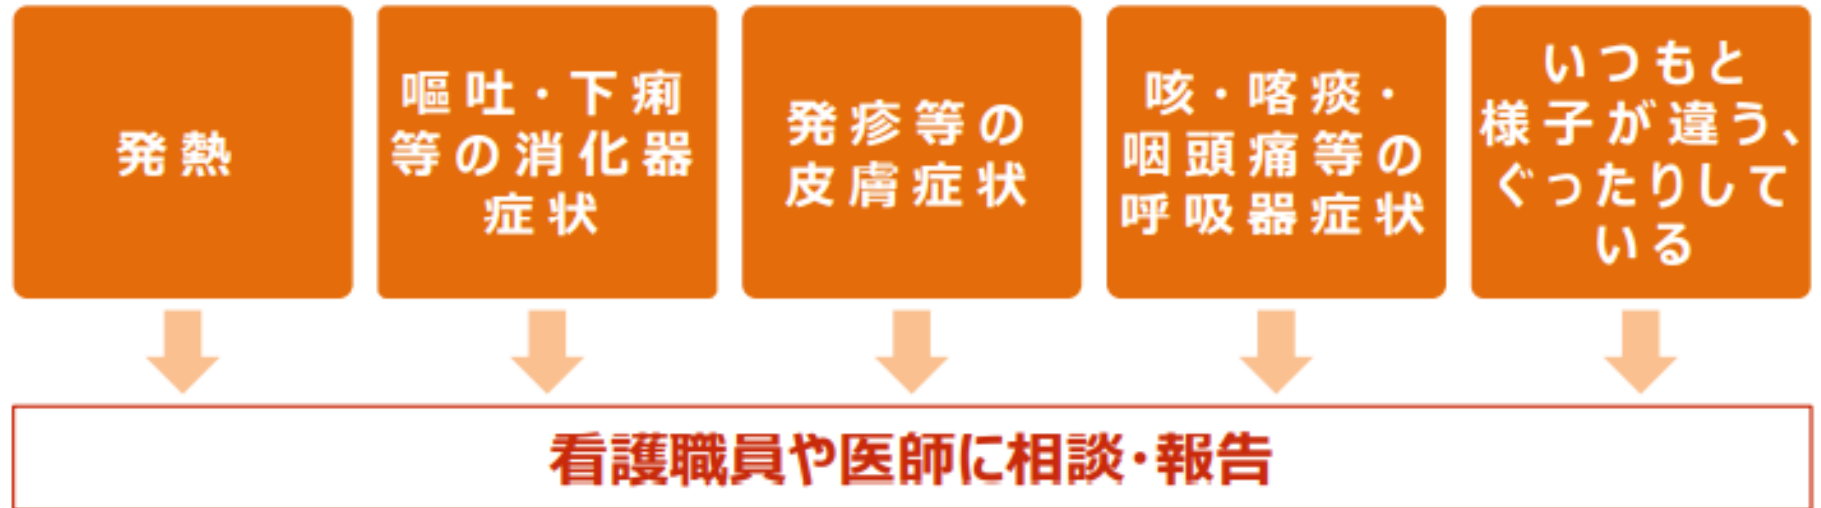 発熱
嘔吐・下痢
等の消化器
症状
発疹等の
皮膚症状
咳・喀痰・
咽頭痛等の
呼吸器症状
いつもと
様子が違う、
ぐったりして
いる
看護職員や医師に相談・報告